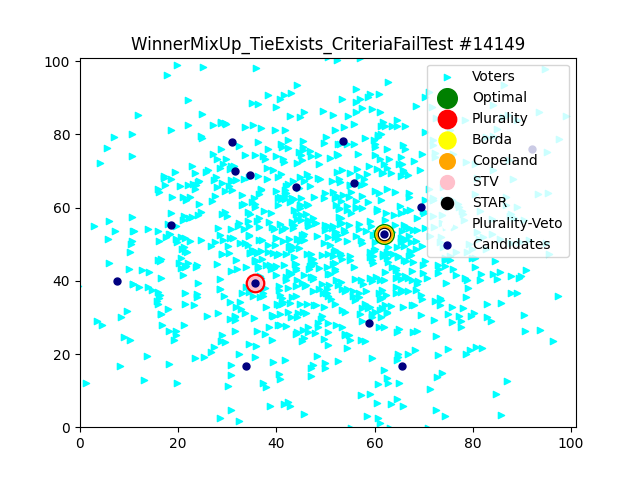 WinnerMixUp_TieExists_CriteriaFailTest #14149
100
80
60
40
20
0
0 20 40 60 80 100
Voters
Optimal
Plurality
Borda
Copeland
STV
STAR
Plurality-Veto
Candidates